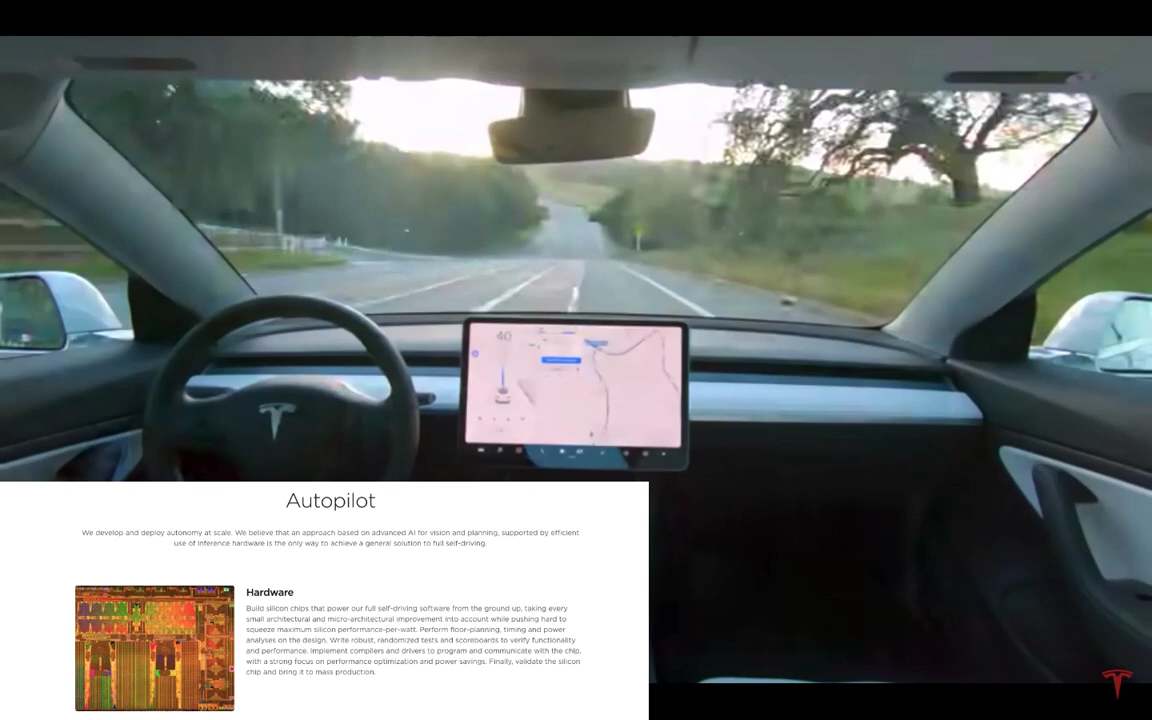 40
Autopilot
We develop and deploy autonomy at scale. We believe that an approach based on advanced AI for vision and planning, supported by efficient
use of inference hardware is the only way to achieve a general solution to full self-driving.
Hardware
Build silicon chips that power our full self-driving software from the ground up, taking every
small architectural and micro-architectural improvement into account while pushing hard to
squeeze maximum silicon performance-per-watt. Perform floor-planning, timing and power
analyses on the design. Write robust, randomized tests and scoreboards to verify functionality
and performance. Implement compilers and drivers to program and communicate with the chip,
with a strong focus on performance optimization and power savings. Finally, validate the silicon
chip and bring it to mass production.